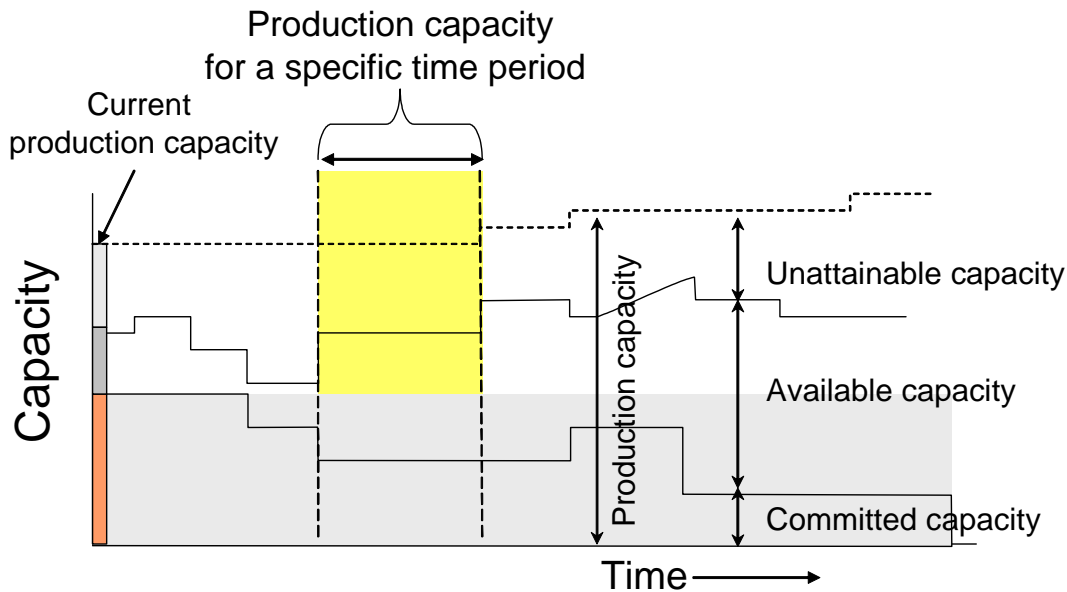 Production capacity
for a specific time period
Current
production capacity
Capacity
Production capacity
Unattainable capacity
Available capacity
Committed capacity
Time